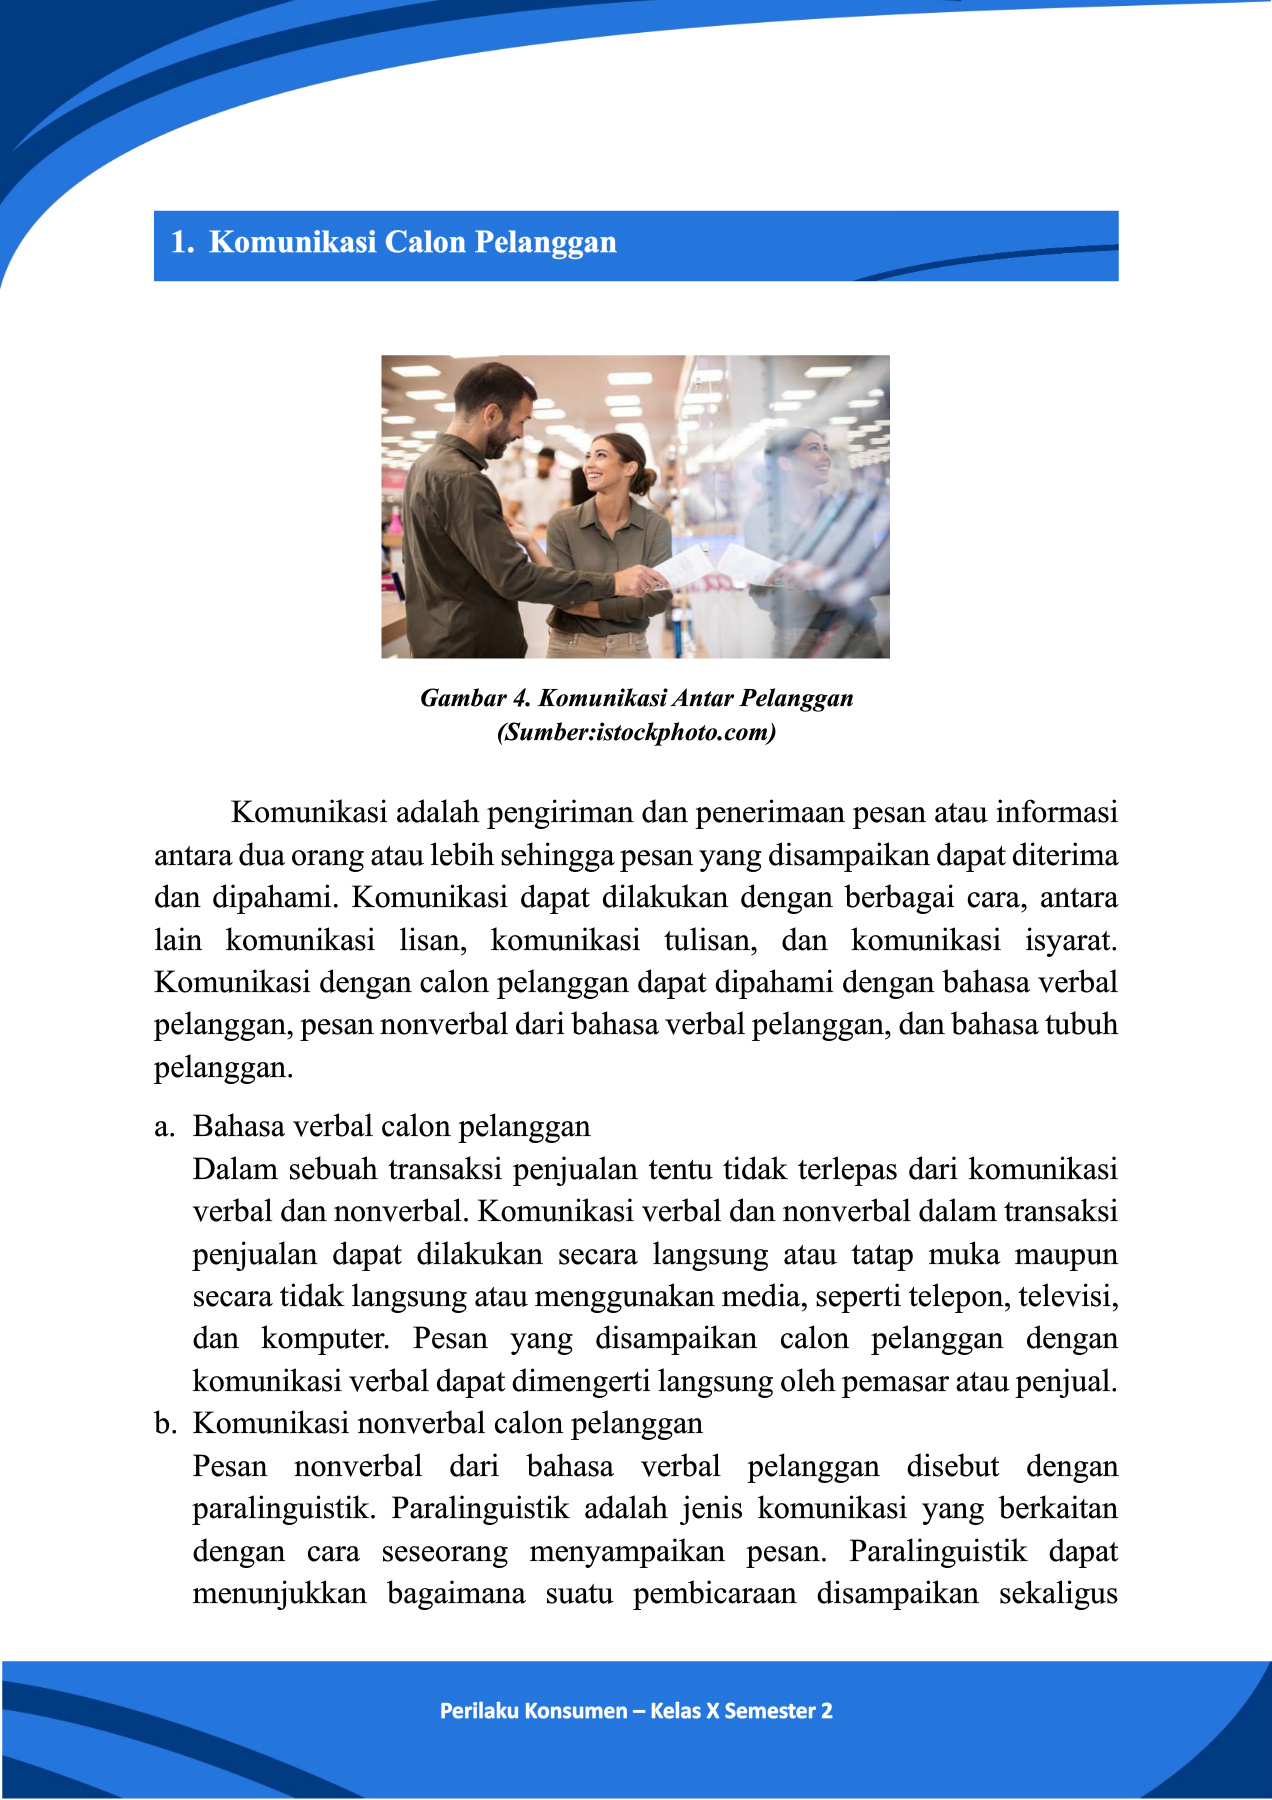 1. Komunikasi Calon Pelanggan
Gambar 4. Komunikasi Antar Pelanggan
(Sumber:istockphoto.com)
Komunikasi adalah pengiriman dan penerimaan pesan atau informasi
antara dua orang atau lebih sehingga pesan yang disampaikan dapat diterima
dan dipahami. Komunikasi dapat dilakukan dengan berbagai cara, antara
lain komunikasi lisan, komunikasi tulisan, dan komunikasi isyarat.
Komunikasi dengan calon pelanggan dapat dipahami dengan bahasa verbal
pelanggan, pesan nonverbal dari bahasa verbal pelanggan, dan bahasa tubuh
pelanggan.
a. Bahasa verbal calon pelanggan
Dalam sebuah transaksi penjualan tentu tidak terlepas dari komunikasi
verbal dan nonverbal. Komunikasi verbal dan nonverbal dalam transaksi
penjualan dapat dilakukan secara langsung atau tatap muka maupun
secara tidak langsung atau menggunakan media, seperti telepon, televisi,
dan komputer. Pesan yang disampaikan calon pelanggan dengan
komunikasi verbal dapat dimengerti langsung oleh pemasar atau penjual.
b. Komunikasi nonverbal calon pelanggan
Pesan nonverbal dari bahasa verbal pelanggan disebut dengan
paralinguistik. Paralinguistik adalah jenis komunikasi yang berkaitan
dengan cara seseorang menyampaikan pesan. Paralinguistik dapat
menunjukkan bagaimana suatu pembicaraan disampaikan sekaligus
Perilaku Konsumen – Kelas X Semester 2